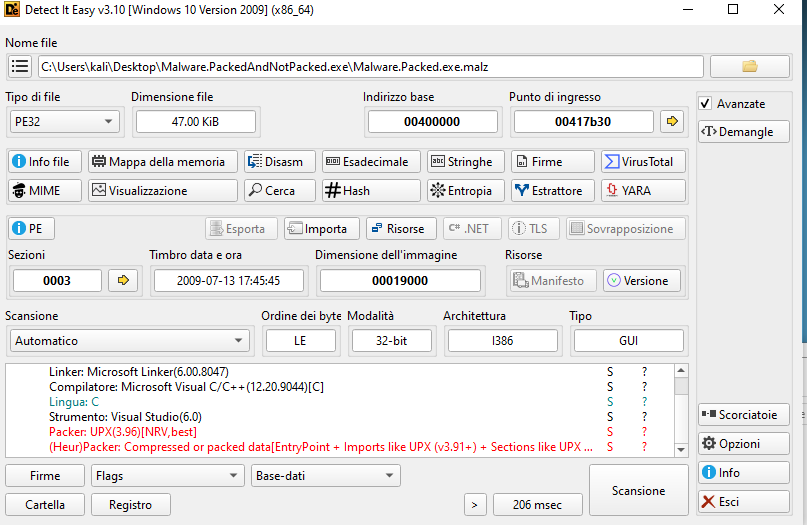 Detect It Easy v3.10 [Windows 10 Version 2009] (x86_64)
Nome file
C:\Users\kali\Desktop\Malware.PackedAndNotPacked.exe\Malware.Packed.exe.malz
Tipo di file Dimensione file Indirizzo base Punto di ingresso
PE32 47.00 KiB 00400000 00417b30
Avanzate
Demangle
Info file Mappa della memoria Disasm Esadecimale Stringhe Firme VirusTotal
MIME Visualizzazione Cerca Hash Entropia Estrattore YARA
PE Esporta Importa Risorse C# .NET TLS Sovrapposizione
Sezioni Timbro data e ora Dimensione dell'immagine Risorse
0003 2009-07-13 17:45:45 00019000 Manifesto Versione
Scansione Ordine dei byte Modalità Architettura Tipo
Automatico LE 32-bit I386 GUI
Linker: Microsoft Linker(6.00.8047) S ?
Compilatore: Microsoft Visual C/C++(12.20.9044)[C] S ?
Lingua: C S ?
Strumento: Visual Studio(6.0) S ?
Packer: UPX(3.96)[NRV,best] S ?
(Heur)Packer: Compressed or packed data[EntryPoint + Imports like UPX (v3.91+) + Sections like UPX ... S ?
Scorciatoie
Opzioni
Info
Esci
Firme Flags Base-dati Scansione
Cartella Registro > 206 msec